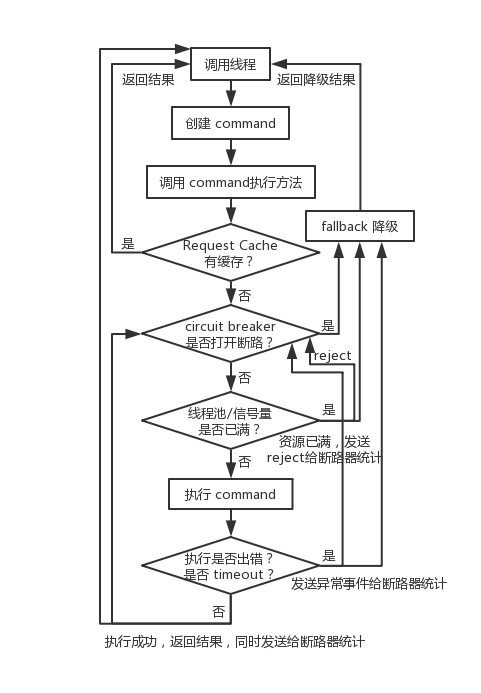 调用线程
返回结果
返回降级结果
创建 command
调用 command执行方法
fallback 降级
是
Request Cache
有缓存？
否
circuit breaker
是否打开断路？
是
reject
否
线程池/信号量
是否已满？
是
资源已满，发送
reject给断路器统计
否
执行 command
执行是否出错？
是否 timeout？
是
发送异常事件给断路器统计
否
执行成功，返回结果，同时发送给断路器统计